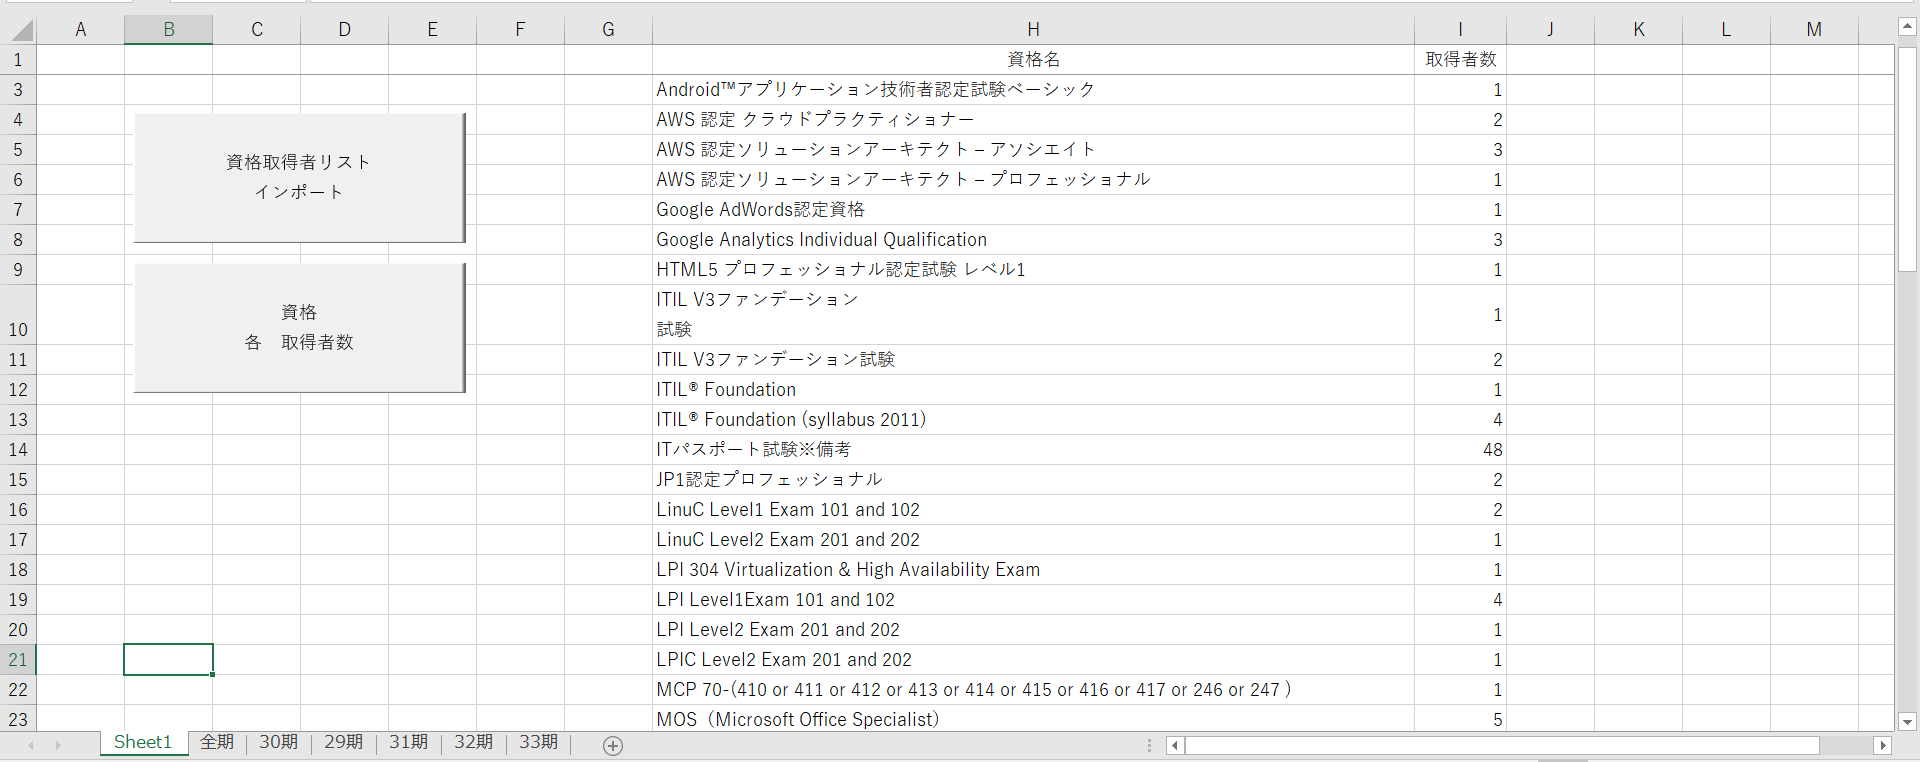 A B C D E F G H I J K L M
1 資格名 取得者数
3 Android™アプリケーション技術者認定試験ベーシック 1
4 AWS 認定 クラウドプラクティショナー 2
5 AWS 認定ソリューションアーキテクト – アソシエイト 3
6 AWS 認定ソリューションアーキテクト – プロフェッショナル 1
7 Google AdWords認定資格 1
8 Google Analytics Individual Qualification 3
9 HTML5 プロフェッショナル認定試験 レベル1 1
ITIL V3ファンデーション
10 試験 1
11 ITIL V3ファンデーション試験 2
12 ITIL® Foundation 1
13 ITIL® Foundation (syllabus 2011) 4
14 ITパスポート試験※備考 48
15 JP1認定プロフェッショナル 2
16 LinuC Level1 Exam 101 and 102 2
17 LinuC Level2 Exam 201 and 202 1
18 LPI 304 Virtualization & High Availability Exam 1
19 LPI Level1Exam 101 and 102 4
20 LPI Level2 Exam 201 and 202 1
21 LPIC Level2 Exam 201 and 202 1
22 MCP 70-(410 or 411 or 412 or 413 or 414 or 415 or 416 or 417 or 246 or 247 ) 1
23 MOS（Microsoft Office Specialist） 5
資格取得者リスト
インポート
資格
各　取得者数
Sheet1 全期 30期 29期 31期 32期 33期